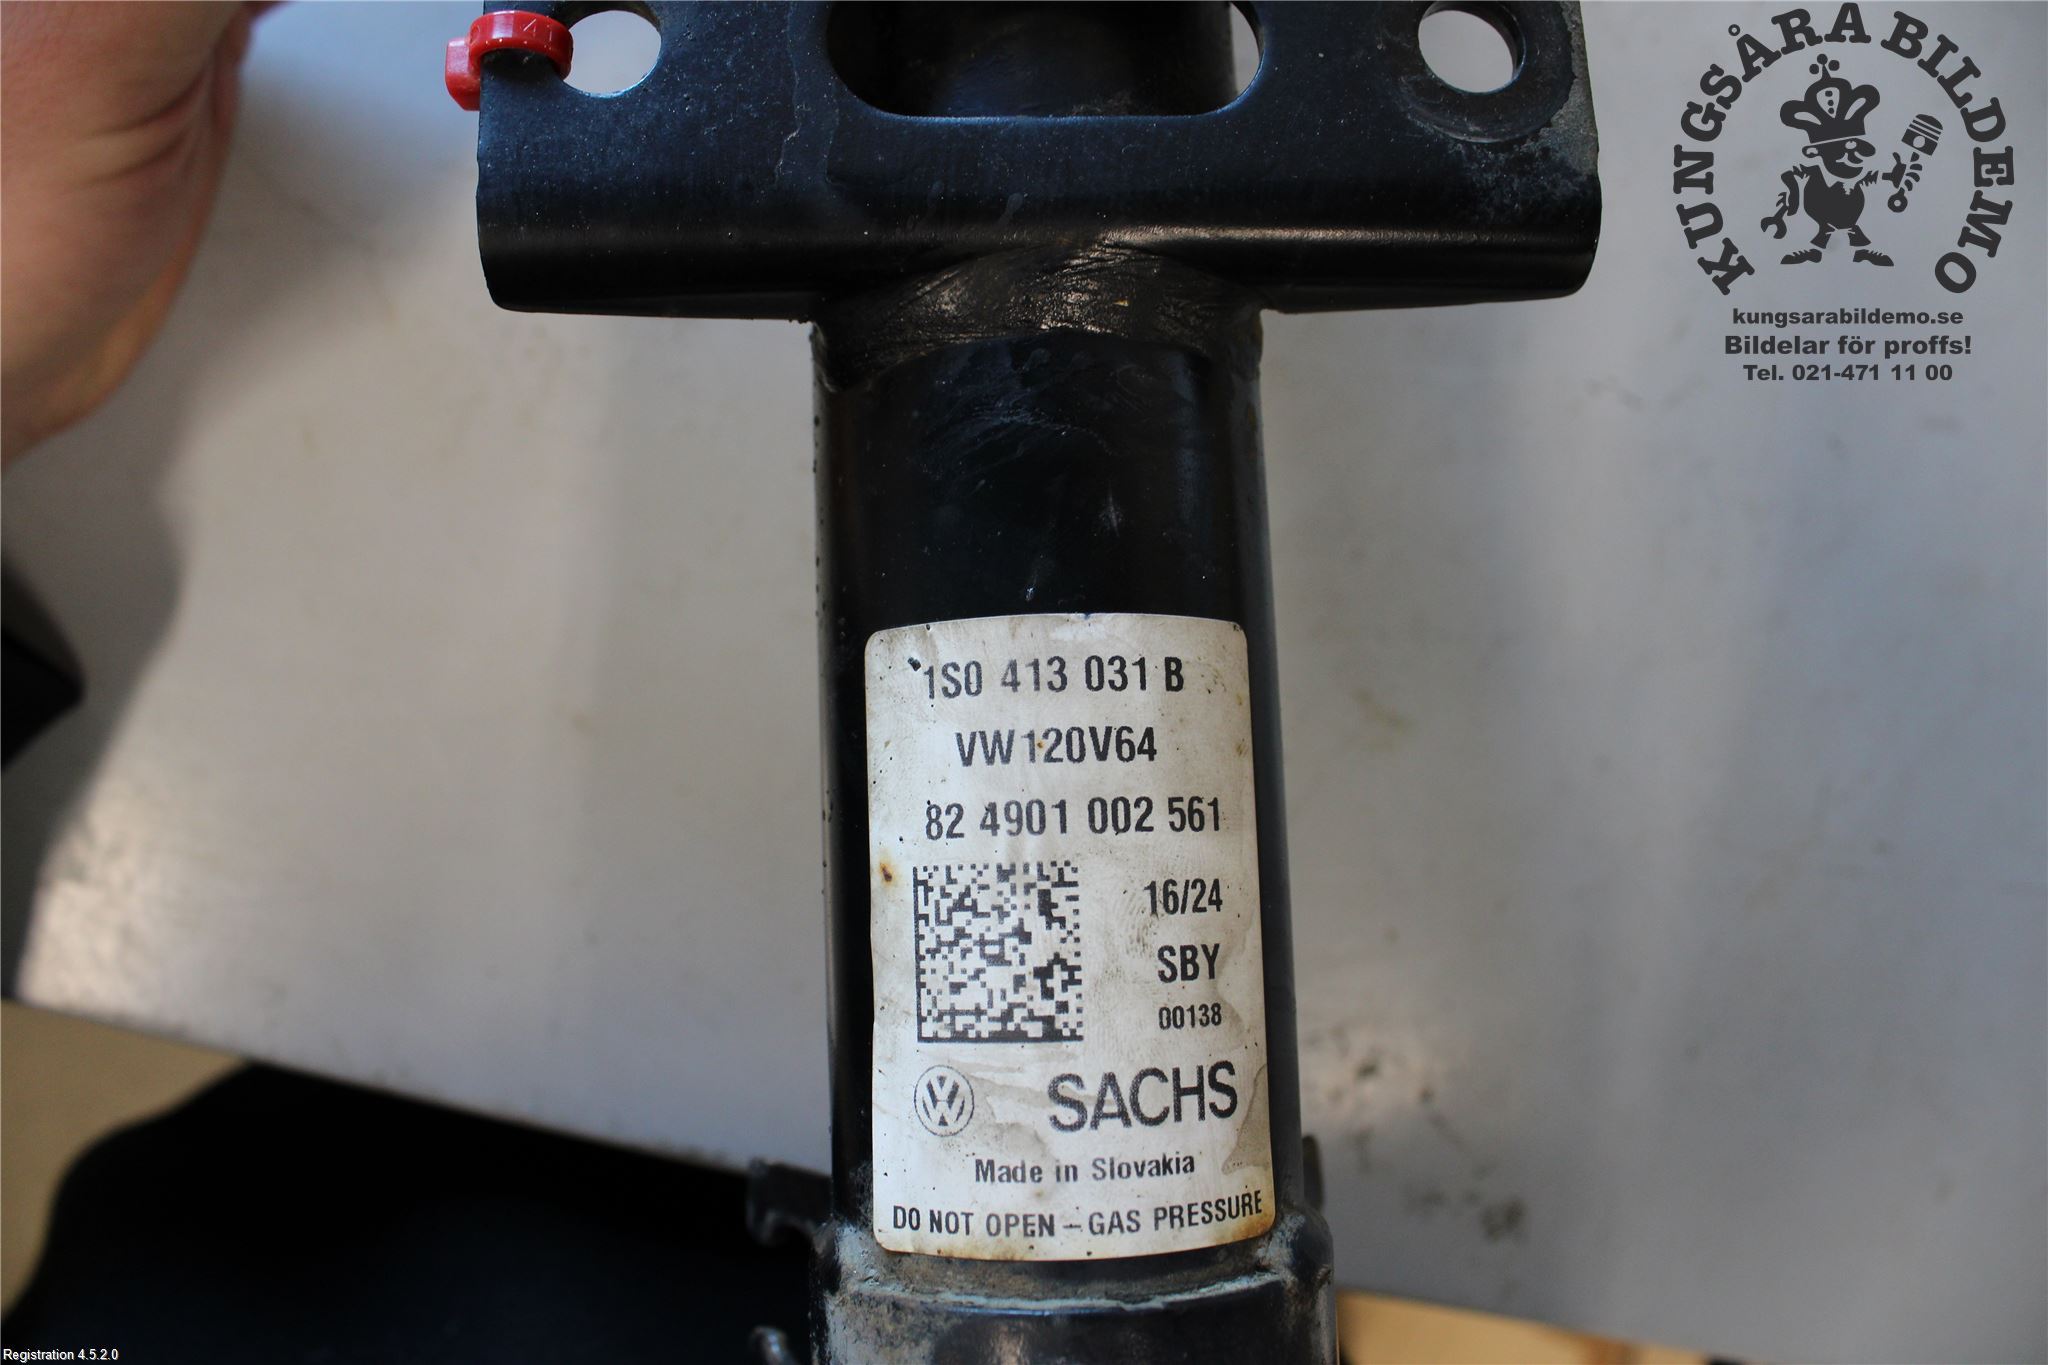 KUNGSÅRA BILDEMO
kungsarabildemo.se
Bildelar för proffs!
Tel. 021-471 11 00
1S0 413 031 B
VW120V64
82 4901 002 561
16/24
SBY
00138
VW
SACHS
Made in Slovakia
DO NOT OPEN - GAS PRESSURE
Registration 4.5.2.0